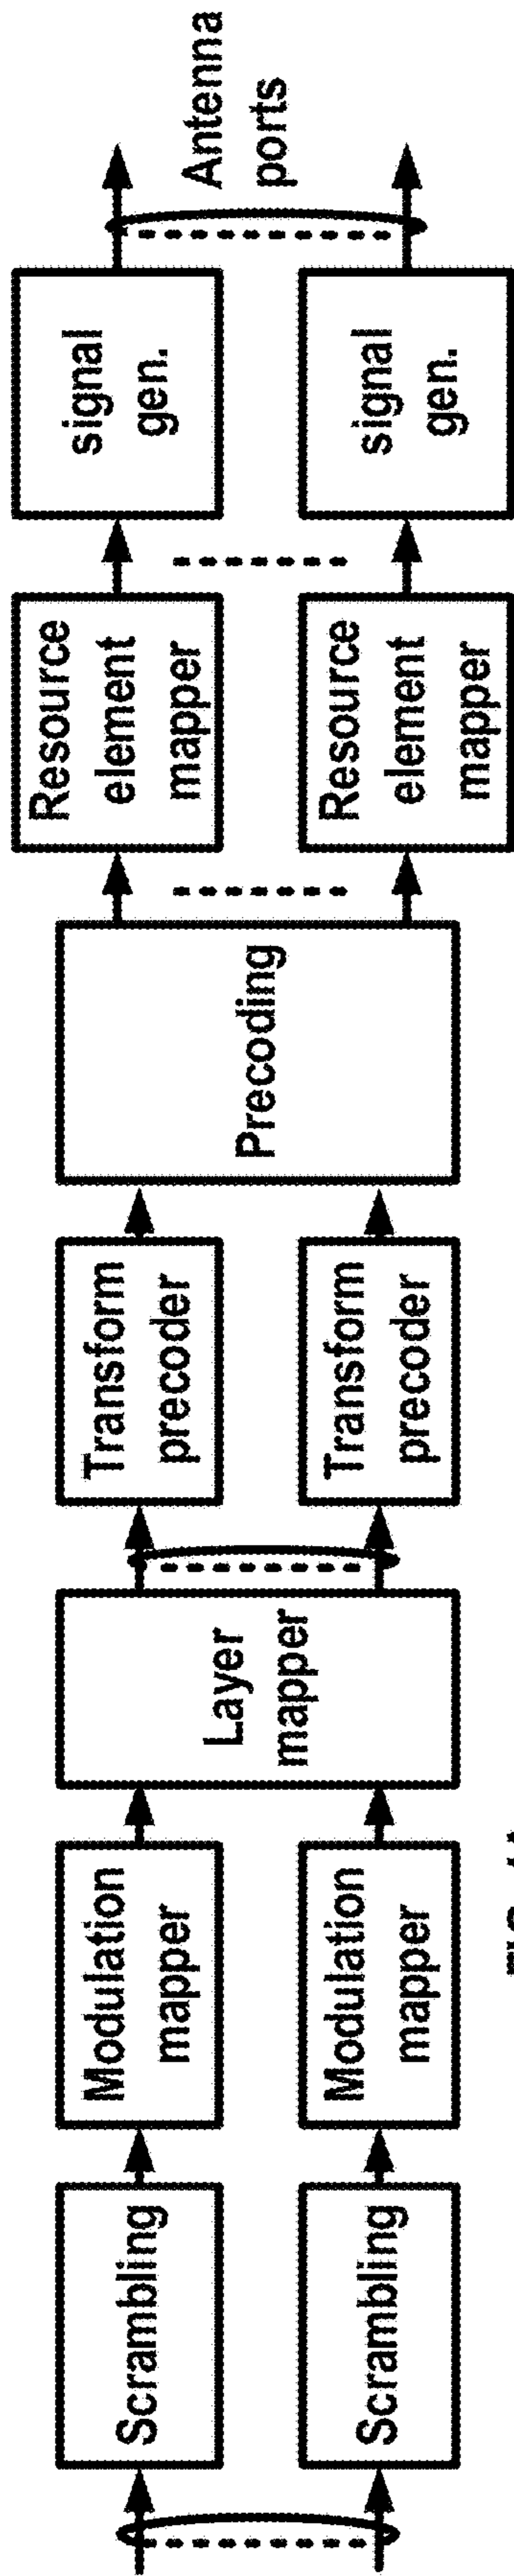 Scrambling
Scrambling
Modulation
mapper
Modulation
mapper
Layer
mapper
Transform
precoder
Transform
precoder
Precoding
Resource
element
mapper
Resource
element
mapper
signal
gen.
signal
gen.
Antenna
ports